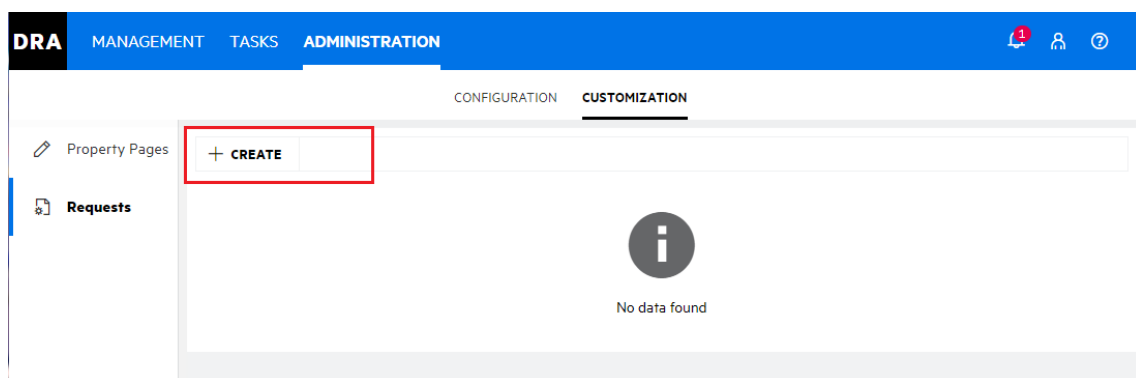 DRA MANAGEMENT TASKS ADMINISTRATION 1
CONFIGURATION CUSTOMIZATION
Property Pages
+ CREATE
Requests
No data found